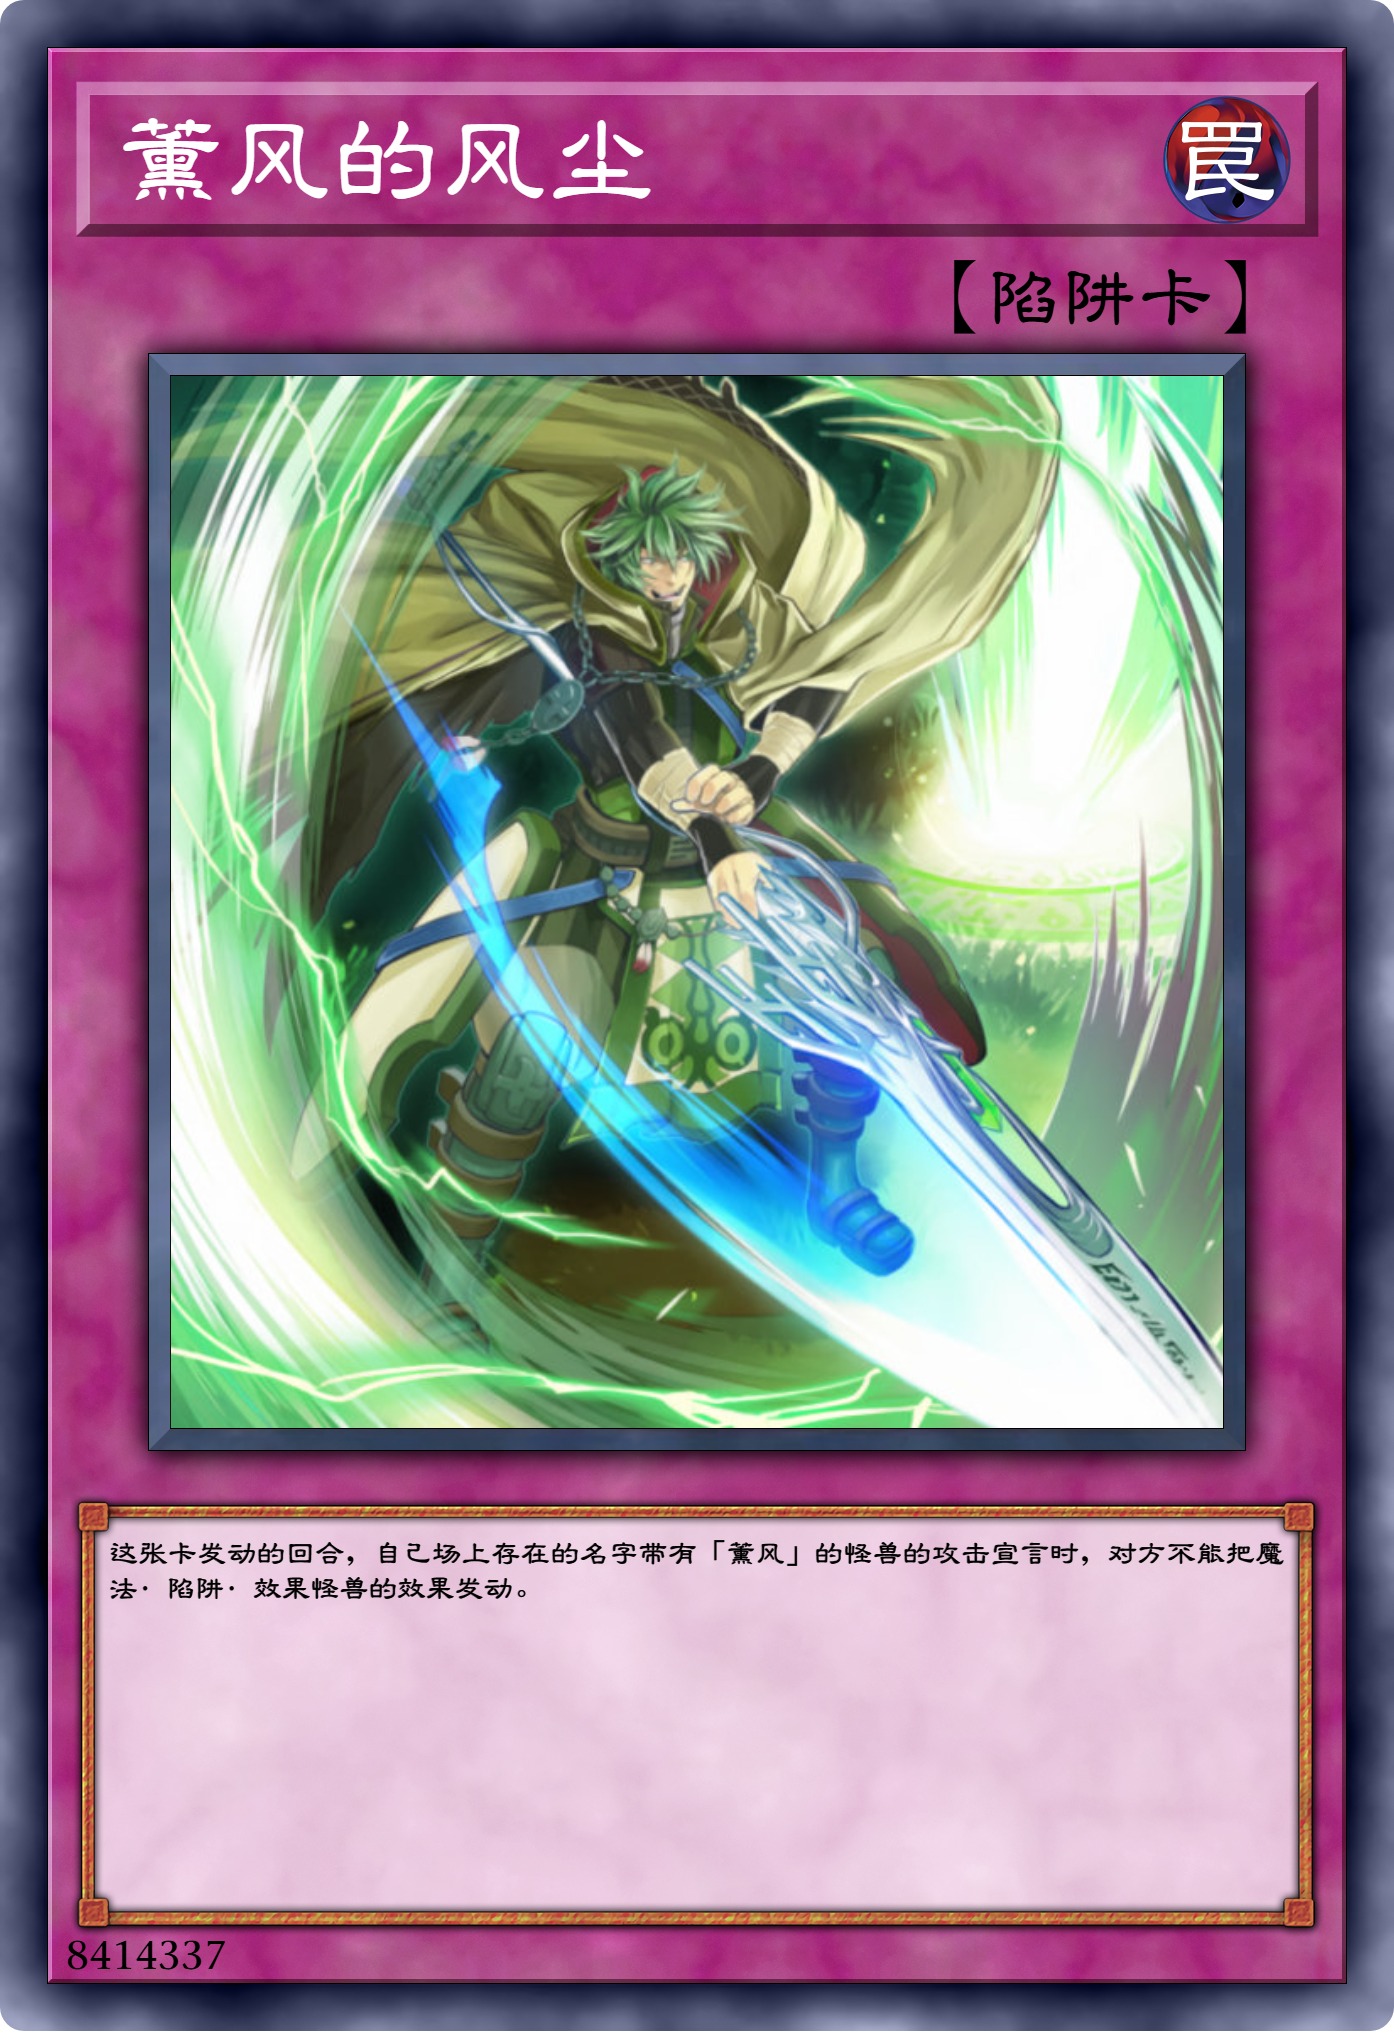 薰风的风尘
罠
【陷阱卡】
这张卡发动的回合，自己场上存在的名字带有「薰风」的怪兽的攻击宣言时，对方不能把魔
法·陷阱·效果怪兽的效果发动。
8414337